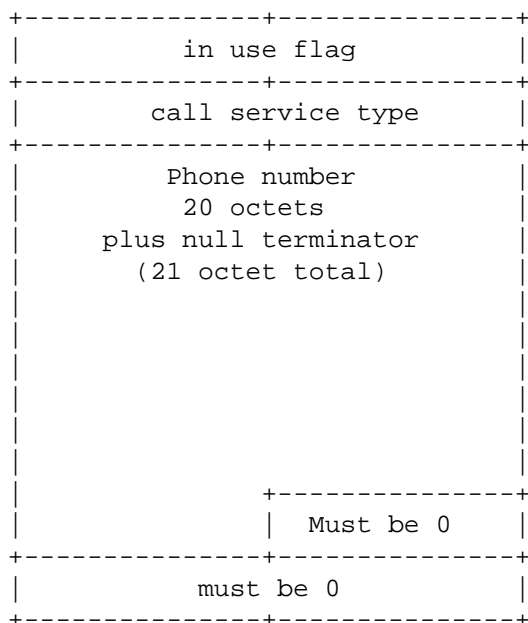 in use flag
call service type
Phone number
20 octets
plus null terminator
(21 octet total)
Must be 0
must be 0